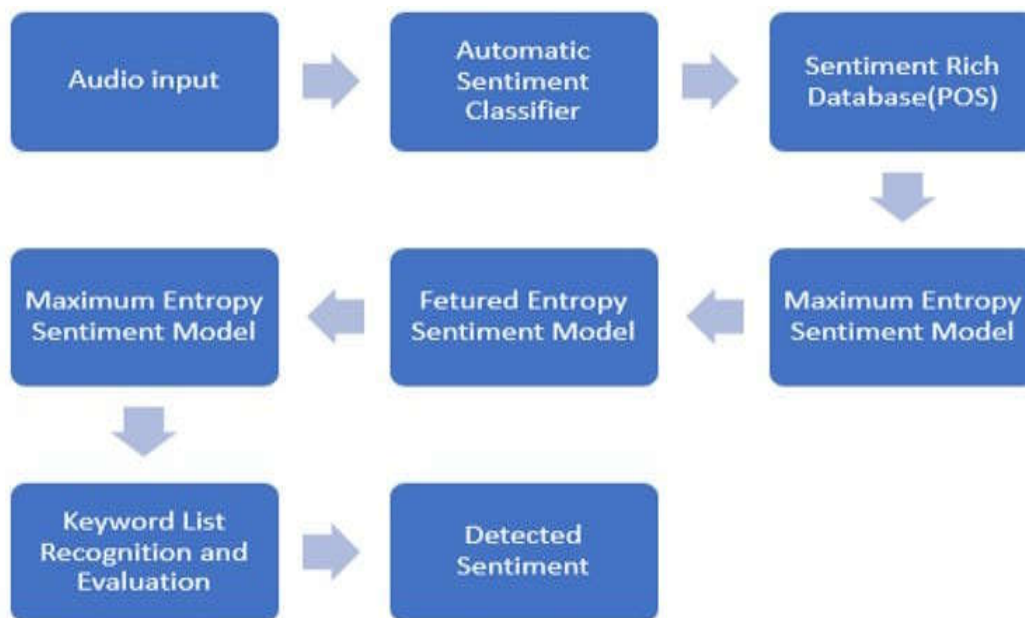 Audio input
Automatic
Sentiment
Classifier
Sentiment Rich
Database(POS)
Maximum Entropy
Sentiment Model
Fetured Entropy
Sentiment Model
Maximum Entropy
Sentiment Model
Keyword List
Recognition and
Evaluation
Detected
Sentiment